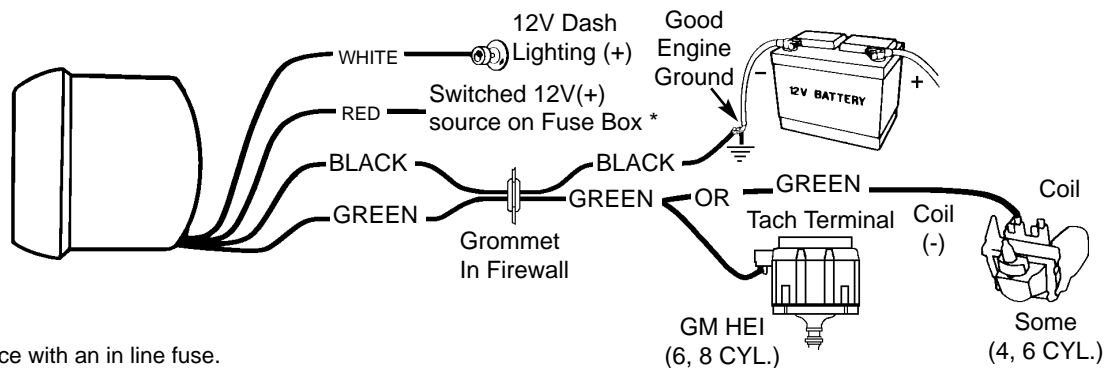 12V Dash
Lighting (+)
WHITE
Good
Engine
Ground
−
+
12V BATTERY
RED
Switched 12V(+)
source on Fuse Box *
BLACK
BLACK
GREEN
GREEN
OR
GREEN
Grommet
In Firewall
Tach Terminal
Coil
(-)
Coil
GM HEI
(6, 8 CYL.)
Some
(4, 6 CYL.)
ce with an in line fuse.